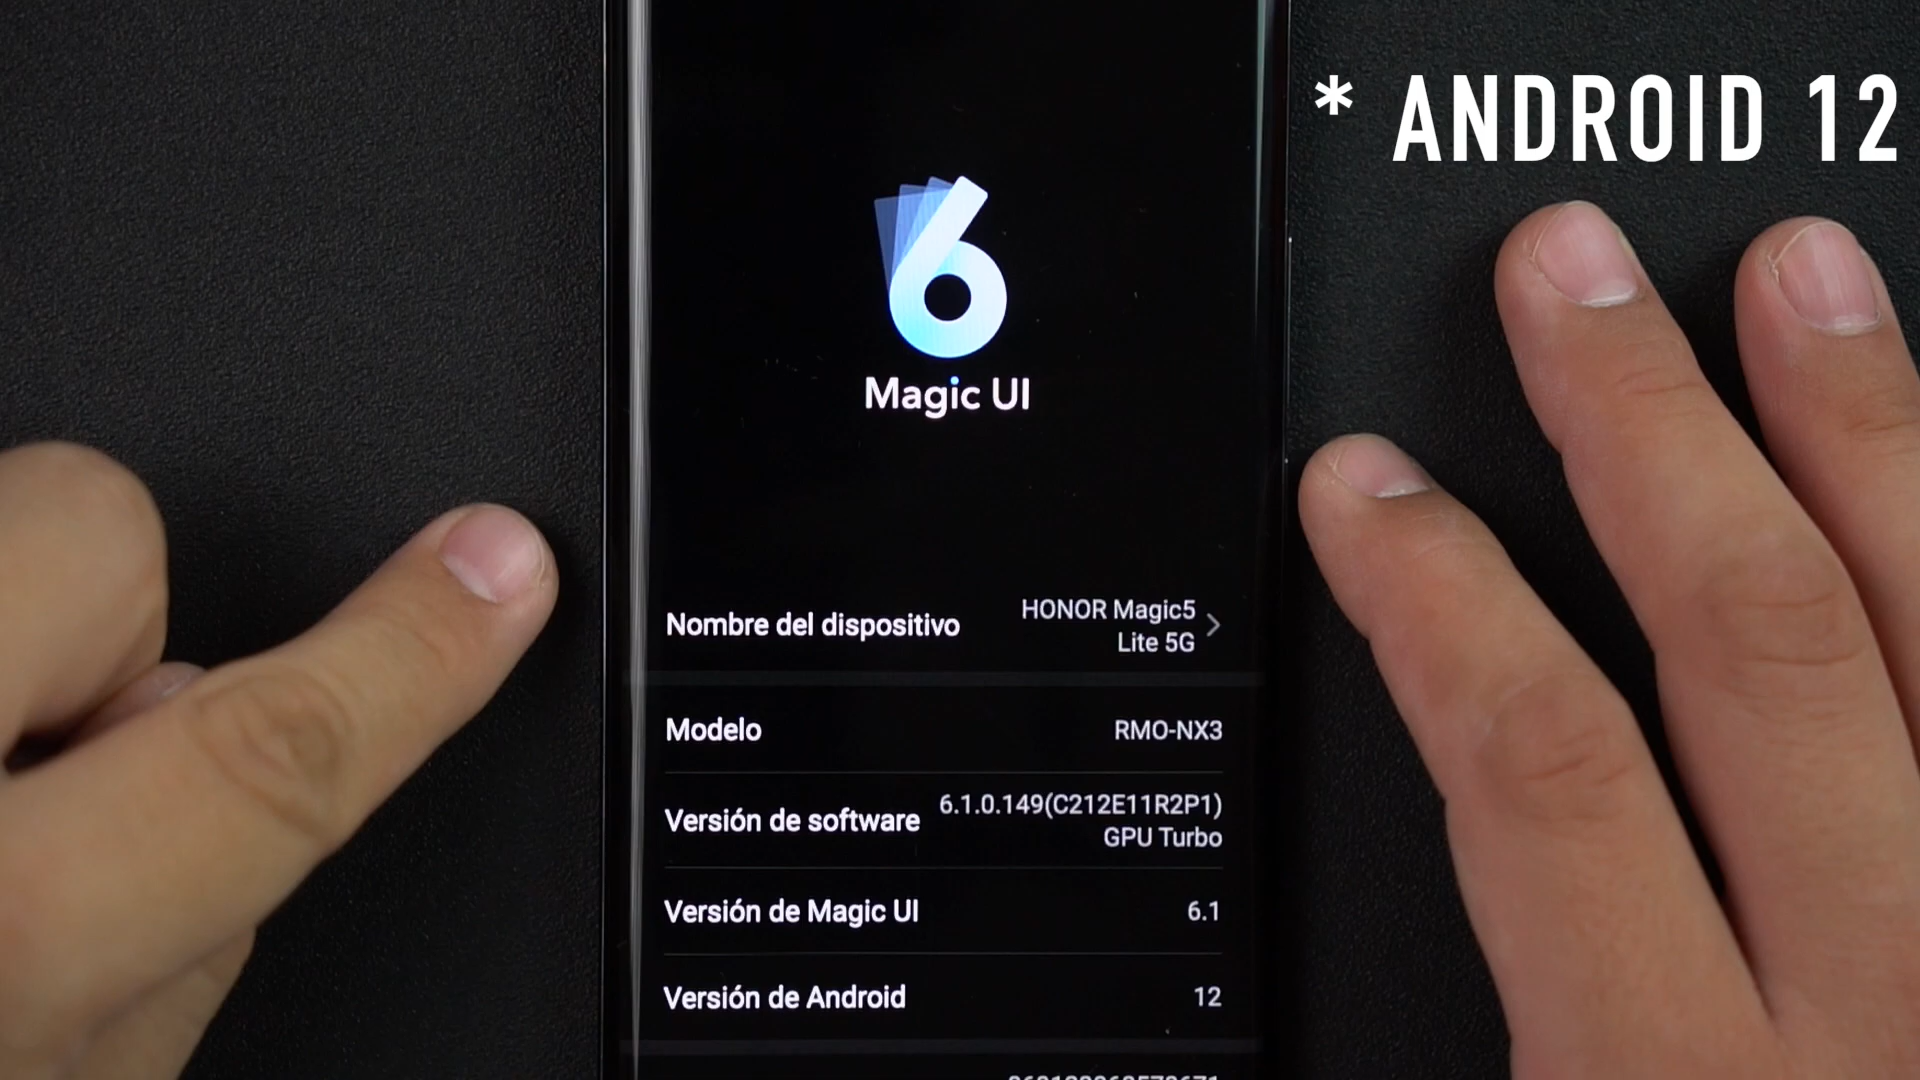 * ANDROID 12
6
Magic UI
Nombre del dispositivo
HONOR Magic5
Lite 5G
Modelo
RMO-NX3
Versión de software
6.1.0.149(C212E11R2P1)
GPU Turbo
Versión de Magic UI
6.1
Versión de Android
12